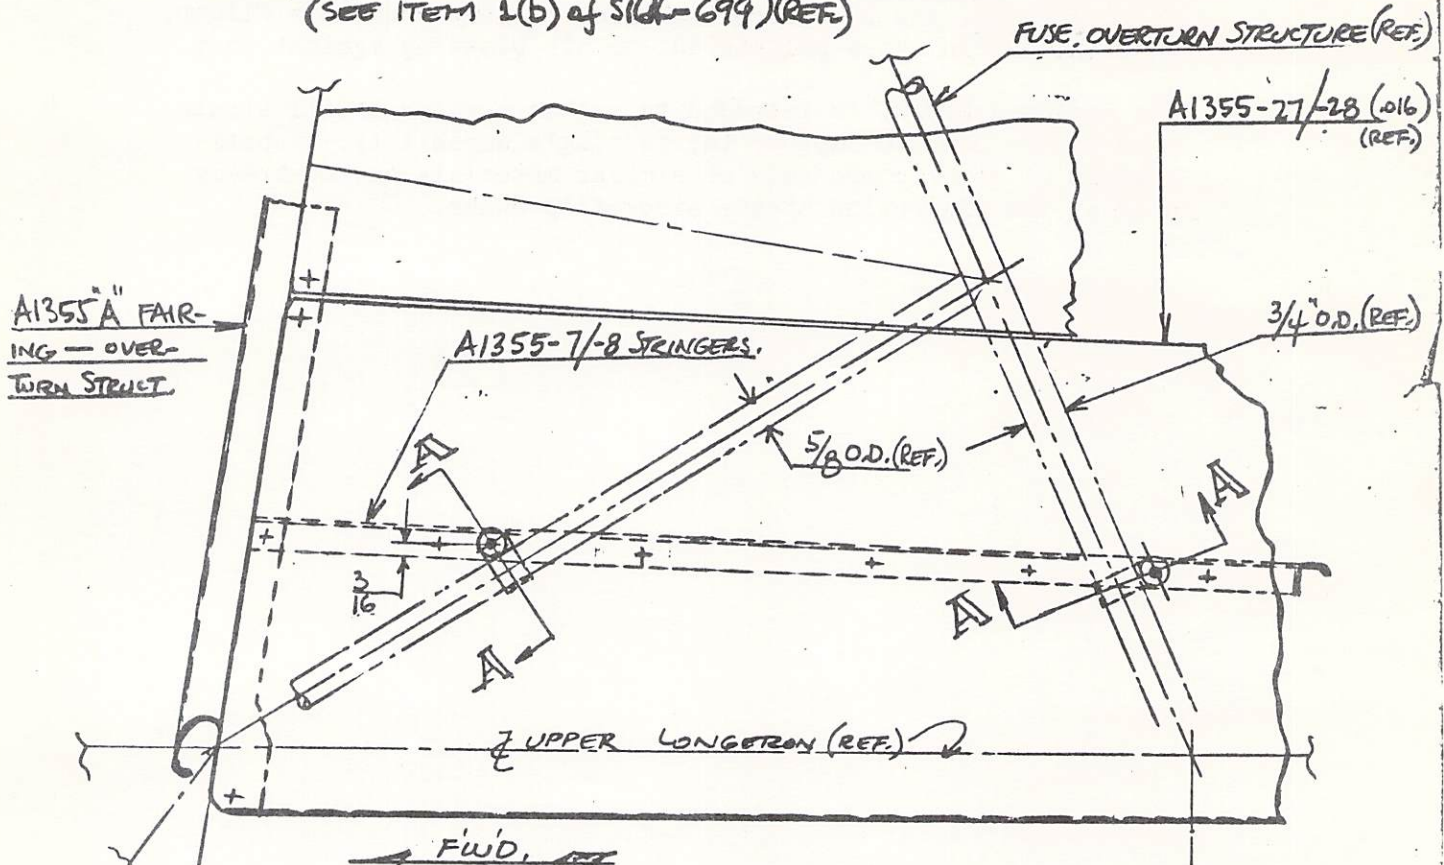 (SEE ITEM 1(b) of SIGL-699)(REF.)
FUSE. OVERTURN STRUCTURE (REF.)
A1355-27/-28 (.016)
(REF.)
A1355"A" FAIR-
ING — OVER-
TURN STRUCT.
A1355-7/-8 STRINGERS.
3/4" O.D. (REF.)
5/8 O.D. (REF.)
A
A
3/16
A
A
℄ UPPER LONGERON (REF.)
FWD.